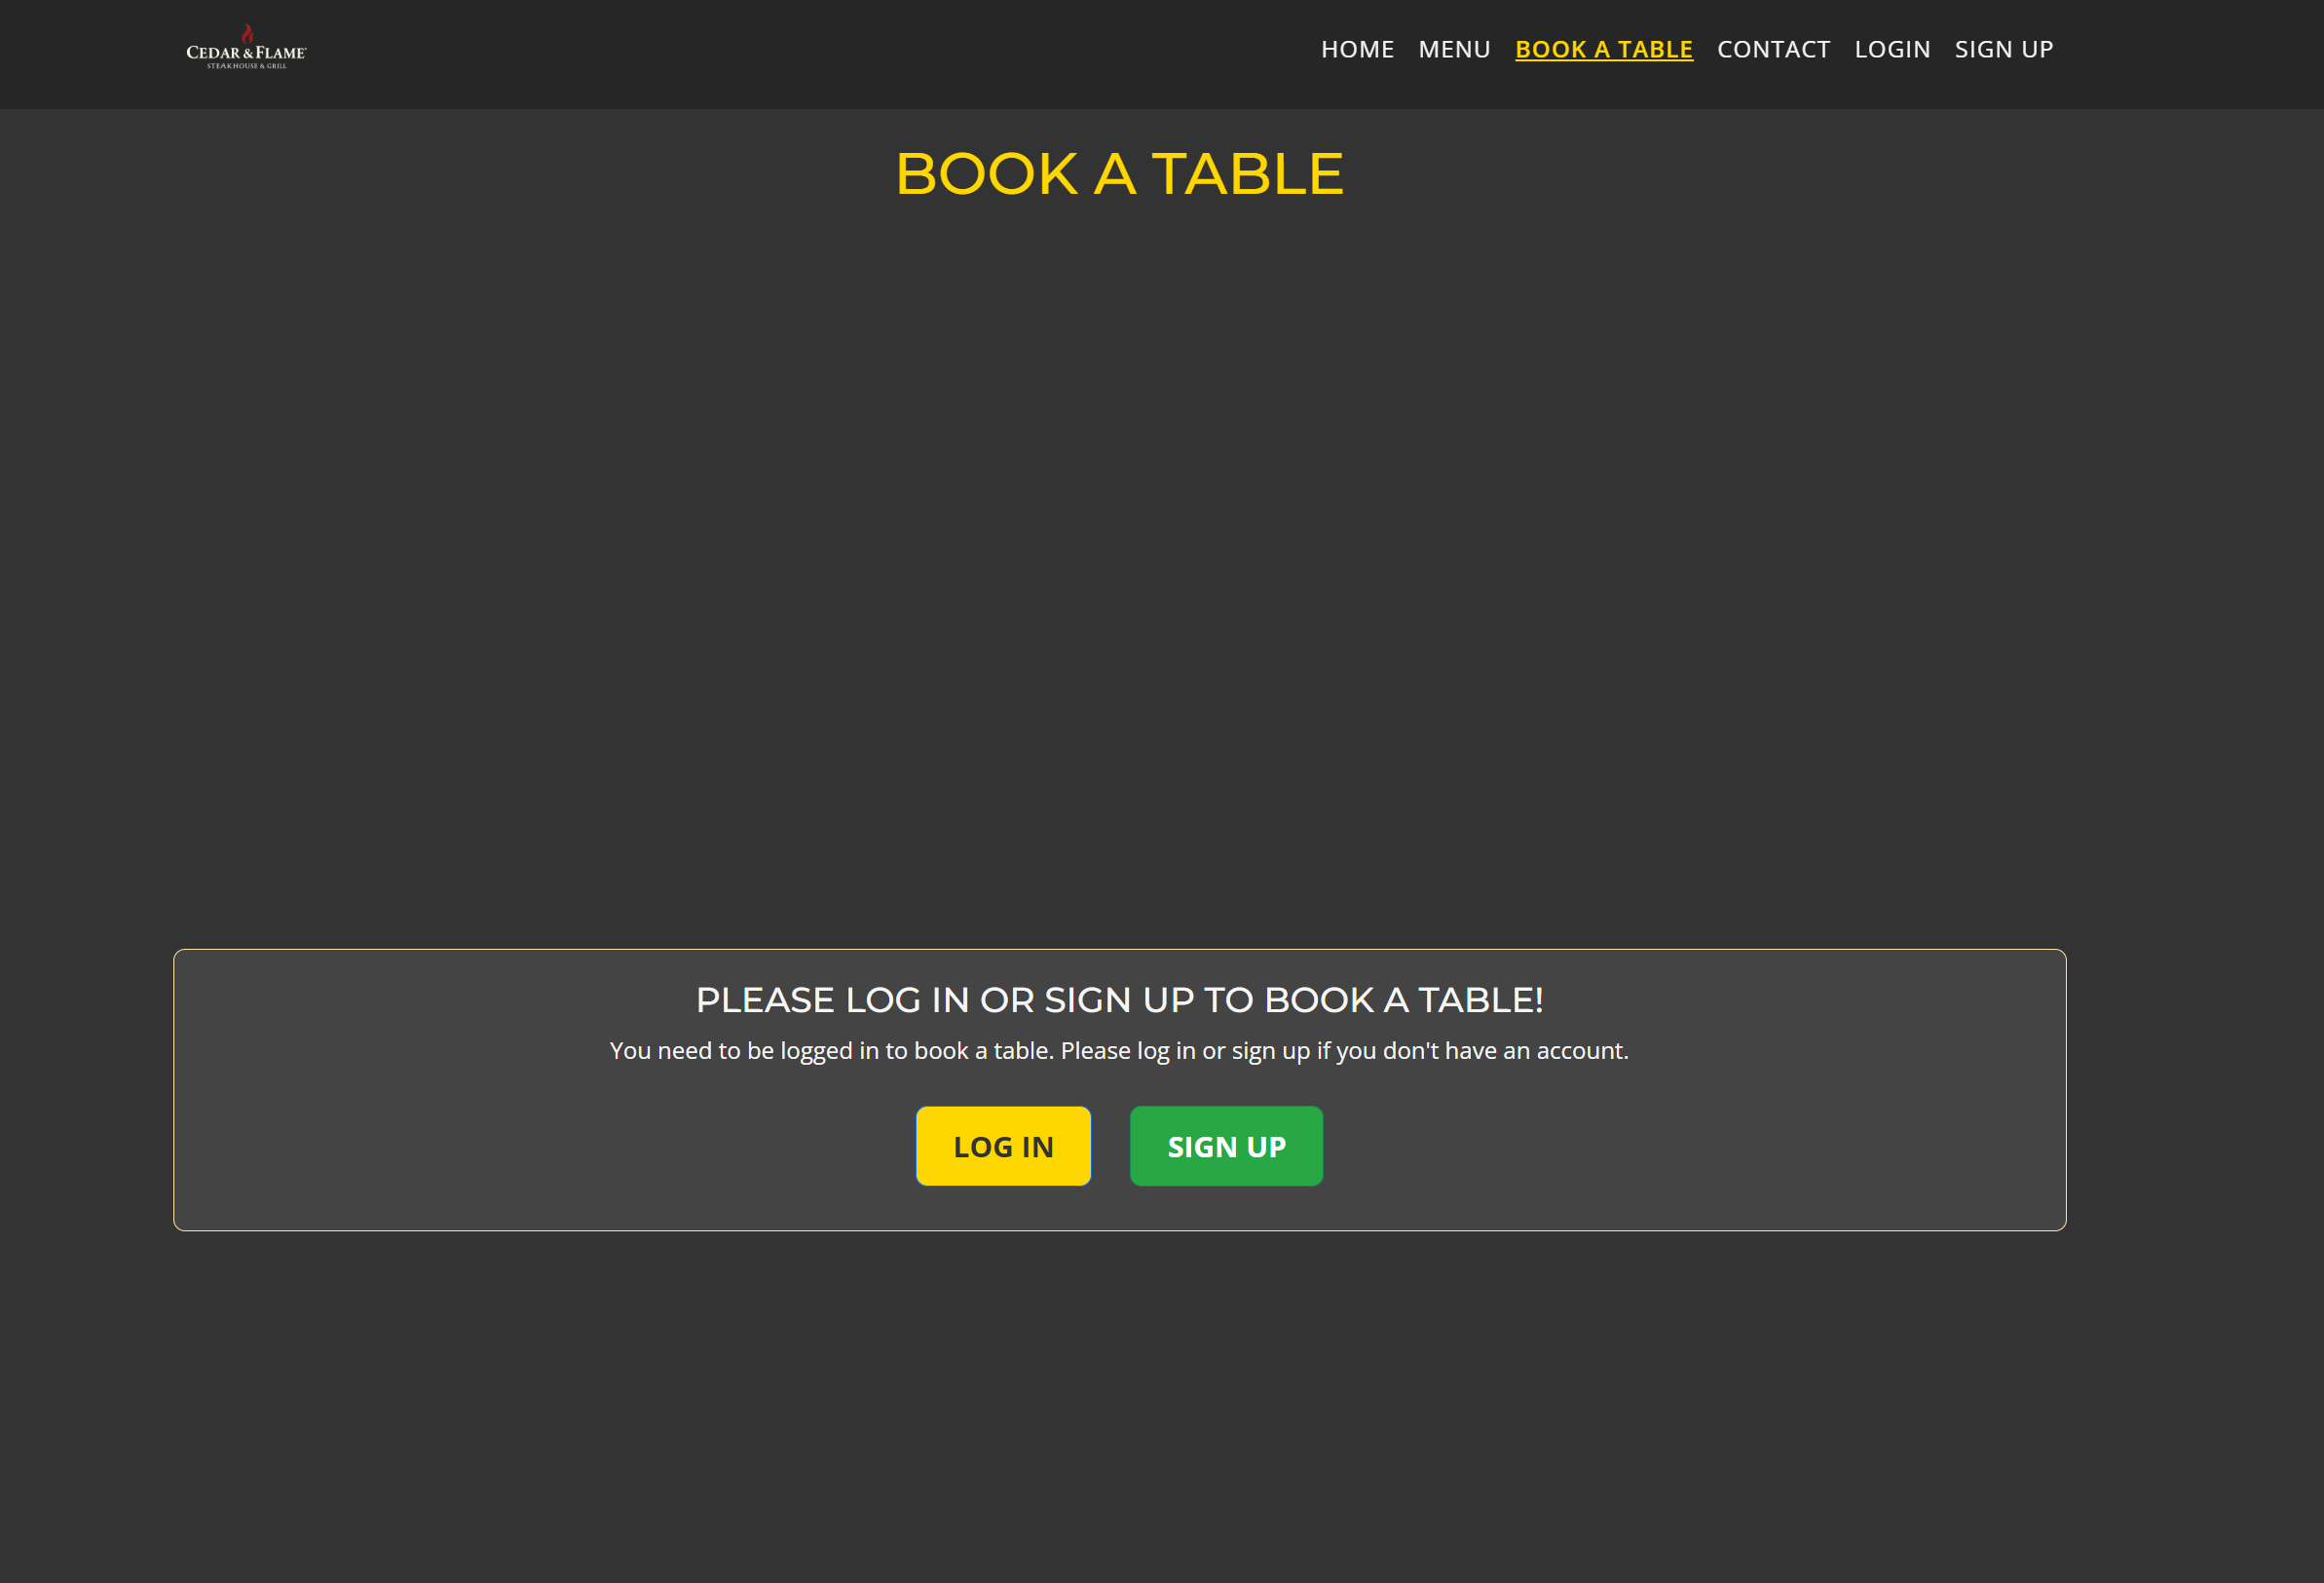 CEDAR & FLAME
STEAKHOUSE & GRILL
HOME MENU BOOK A TABLE CONTACT LOGIN SIGN UP
BOOK A TABLE
PLEASE LOG IN OR SIGN UP TO BOOK A TABLE!
You need to be logged in to book a table. Please log in or sign up if you don't have an account.
LOG IN SIGN UP